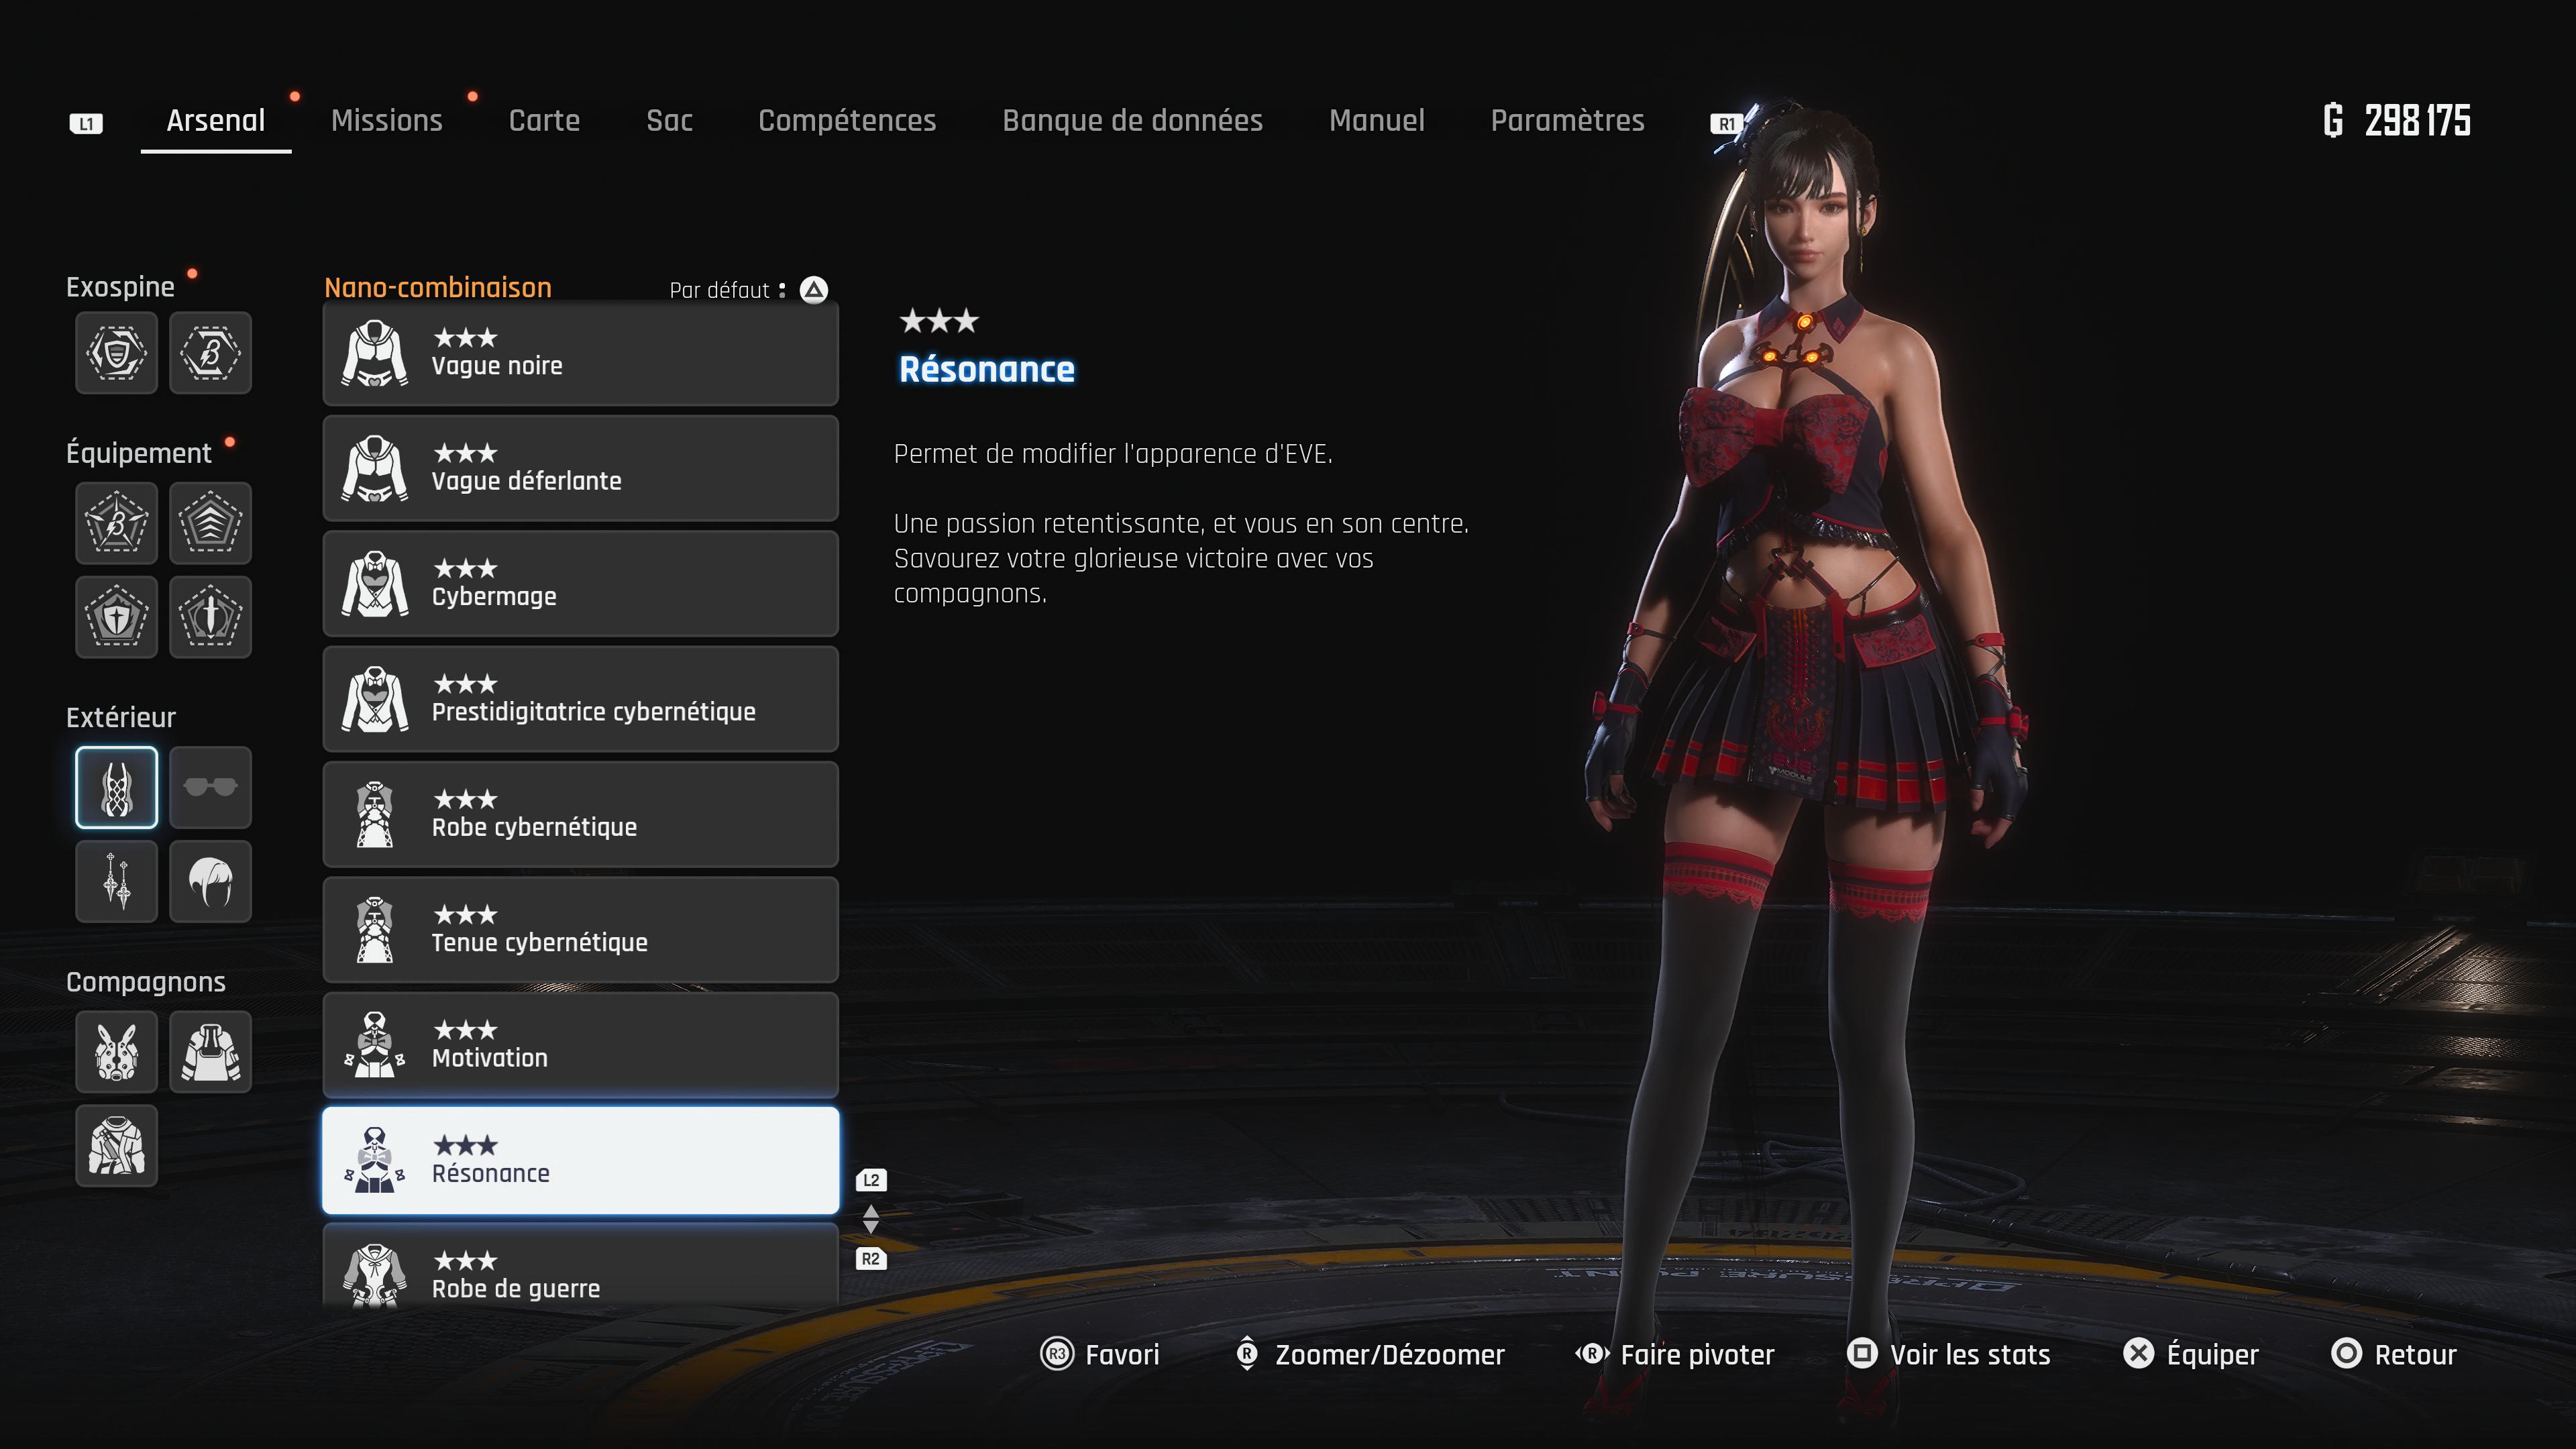 L1 Arsenal Missions Carte Sac Compétences Banque de données Manuel Paramètres R1
298 175
Exospine
Équipement
Extérieur
Compagnons
Nano-combinaison Par défaut :
Vague noire
Vague déferlante
Cybermage
Prestidigitatrice cybernétique
Robe cybernétique
Tenue cybernétique
Motivation
Résonance
Robe de guerre
L2
R2
Résonance
Permet de modifier l'apparence d'EVE.
Une passion retentissante, et vous en son centre.
Savourez votre glorieuse victoire avec vos
compagnons.
R3 Favori R Zoomer/Dézoomer R Faire pivoter Voir les stats Équiper Retour